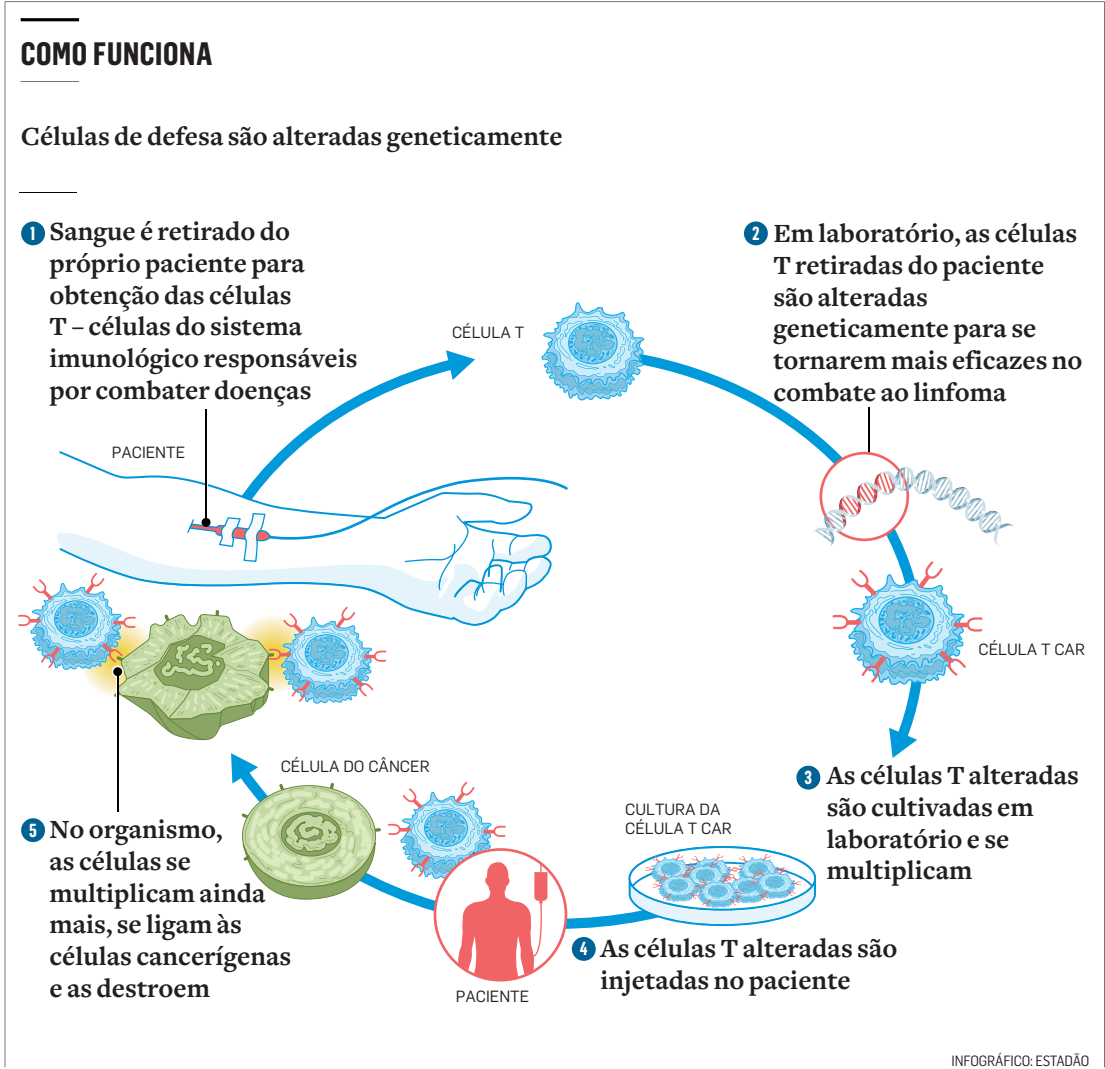 COMO FUNCIONA
Células de defesa são alteradas geneticamente
1 Sangue é retirado do
próprio paciente para
obtenção das células
T – células do sistema
imunológico responsáveis
por combater doenças
PACIENTE
CÉLULA T
2 Em laboratório, as células
T retiradas do paciente
são alteradas
geneticamente para se
tornarem mais eficazes no
combate ao linfoma
CÉLULA T CAR
3 As células T alteradas
são cultivadas em
laboratório e se
multiplicam
CULTURA DA
CÉLULA T CAR
4 As células T alteradas são
injetadas no paciente
PACIENTE
CÉLULA DO CÂNCER
5 No organismo,
as células se
multiplicam ainda
mais, se ligam às
células cancerígenas
e as destroem
INFOGRÁFICO: ESTADÃO